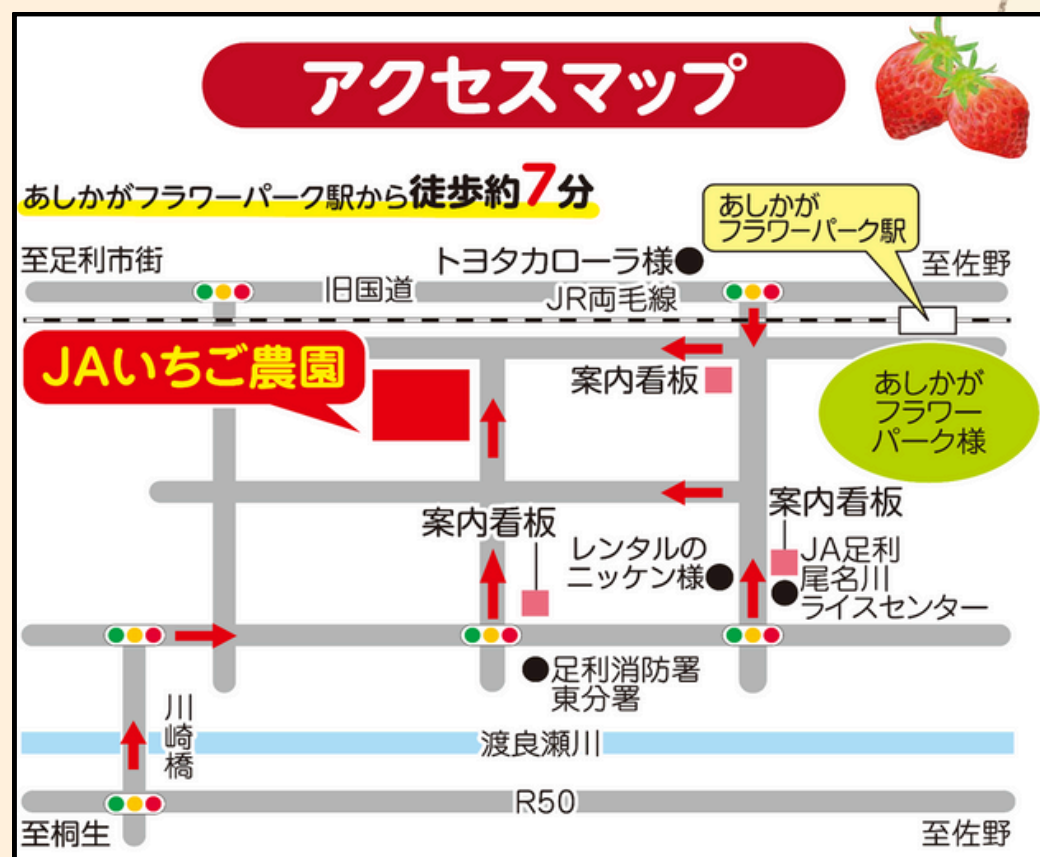 アクセスマップ
あしかがフラワーパーク駅から徒歩約7分
あしかが
フラワーパーク駅
至足利市街
トヨタカローラ様
至佐野
旧国道
JR両毛線
JAいちご農園
案内看板
あしかが
フラワー
パーク様
案内看板
案内看板
レンタルの
ニッケン様
JA足利
尾名川
ライスセンター
足利消防署
東分署
川崎橋
渡良瀬川
R50
至桐生
至佐野